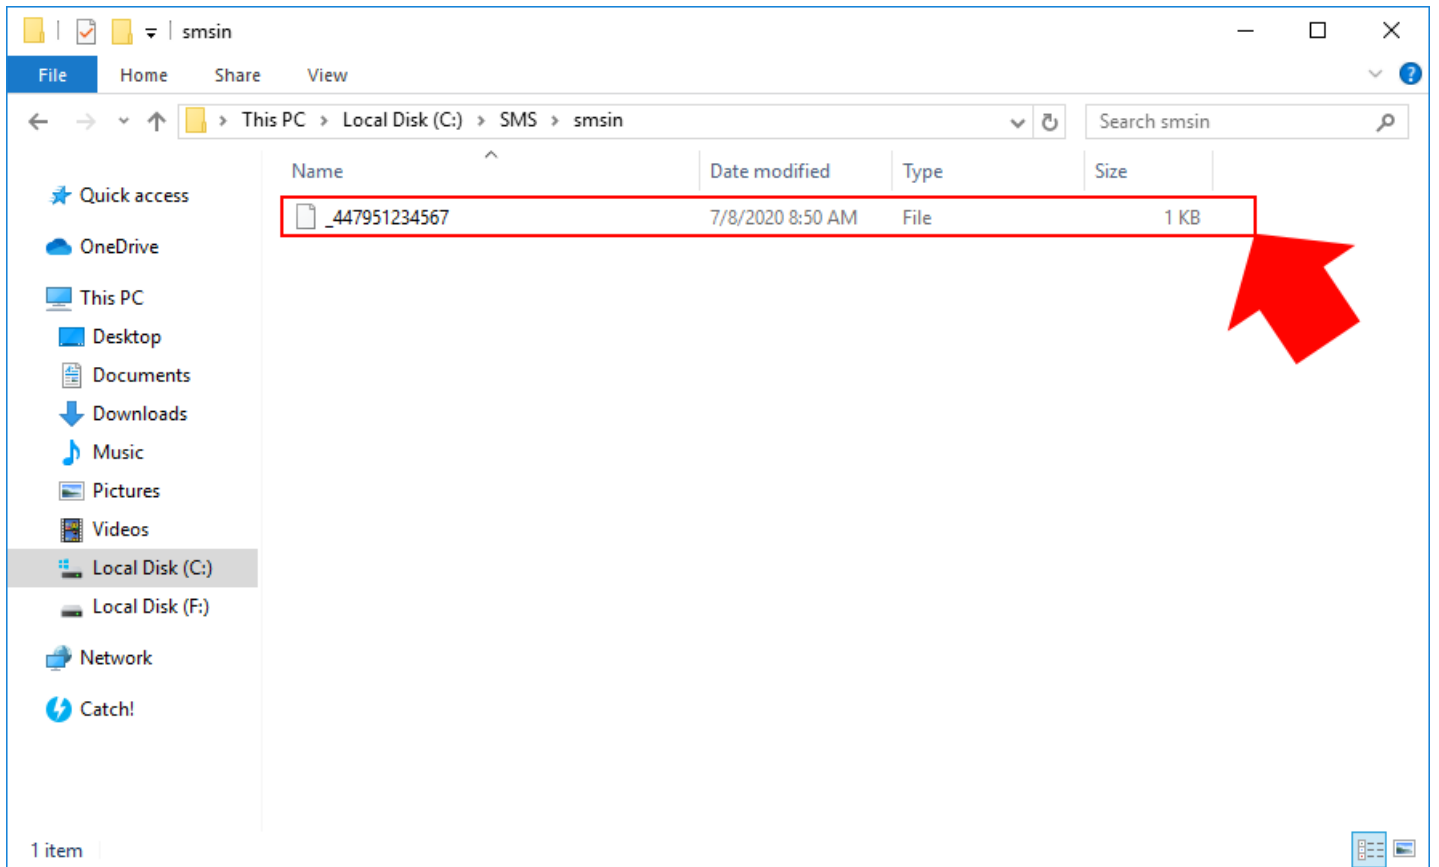 smsin
File Home Share View
This PC > Local Disk (C:) > SMS > smsin
Search smsin
Name Date modified Type Size
_447951234567 7/8/2020 8:50 AM File 1 KB
Quick access
OneDrive
This PC
Desktop
Documents
Downloads
Music
Pictures
Videos
Local Disk (C:)
Local Disk (F:)
Network
Catch!
1 item